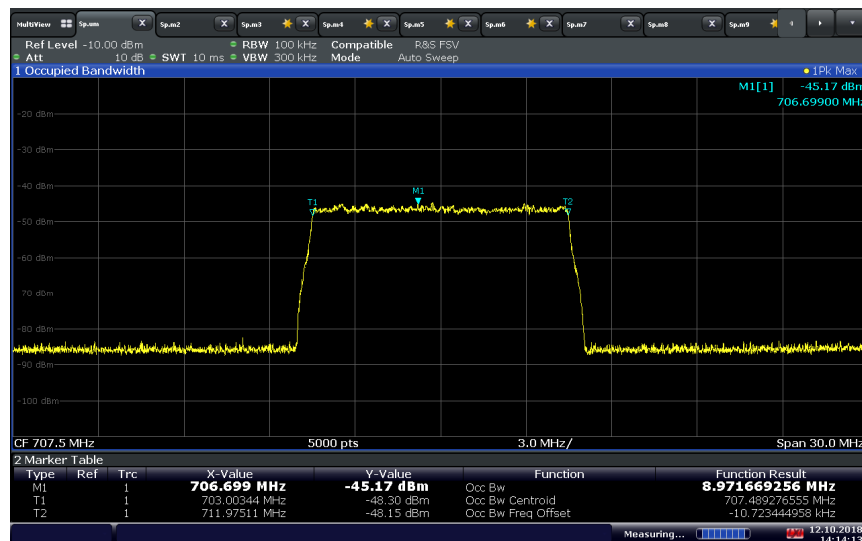 MultiView Sp.um X Sp.m2 X Sp.m3 X Sp.m4 X Sp.m5 X Sp.m6 X Sp.m7 X Sp.m8 X Sp.m9
Ref Level -10.00 dBm RBW 100 kHz Compatible R&S FSV
Att 10 dB SWT 10 ms VBW 300 kHz Mode Auto Sweep
1 Occupied Bandwidth 1Pk Max
M1[1] -45.17 dBm
706.69900 MHz
-20 dBm
-30 dBm
-40 dBm
M1
T1 T2
-50 dBm
-60 dBm
70 dBm
-80 dBm
-90 dBm
-100 dBm
CF 707.5 MHz 5000 pts 3.0 MHz/ Span 30.0 MHz
2 Marker Table
Type Ref Trc X-Value Y-Value Function Function Result
M1 1 706.699 MHz -45.17 dBm Occ Bw 8.971669256 MHz
T1 1 703.00344 MHz -48.30 dBm Occ Bw Centroid 707.489276555 MHz
T2 1 711.97511 MHz -48.15 dBm Occ Bw Freq Offset -10.723444958 kHz
Measuring... 12.10.2018
14:14:13